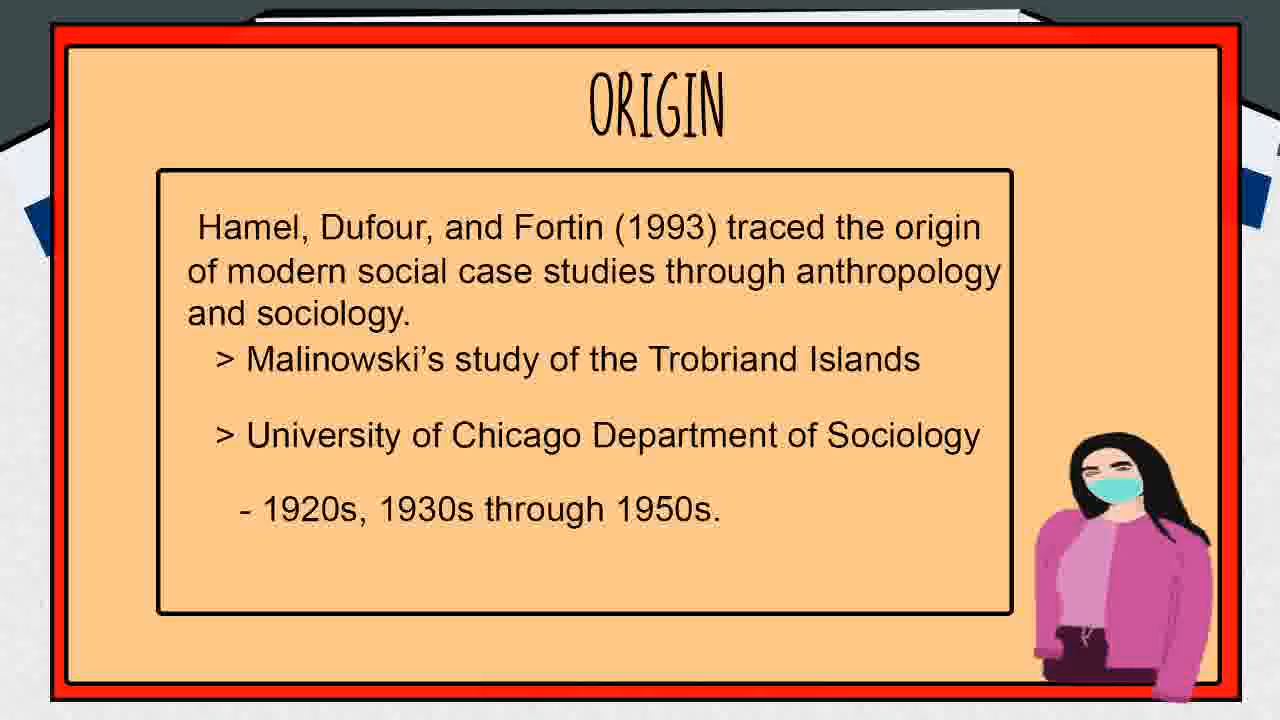 ORIGIN
Hamel, Dufour, and Fortin (1993) traced the origin
of modern social case studies through anthropology
and sociology.
> Malinowski’s study of the Trobriand Islands
> University of Chicago Department of Sociology
- 1920s, 1930s through 1950s.